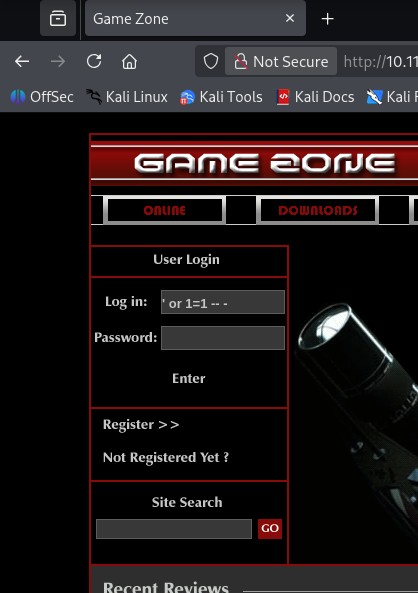 Game Zone
Not Secure http://10.11
OffSec Kali Linux Kali Tools Kali Docs Kali F
GAME ZONE
ONLINE DOWNLOADS
User Login
Log in: ' or 1=1 -- -
Password:
Enter
Register >>
Not Registered Yet ?
Site Search
GO
Recent Reviews